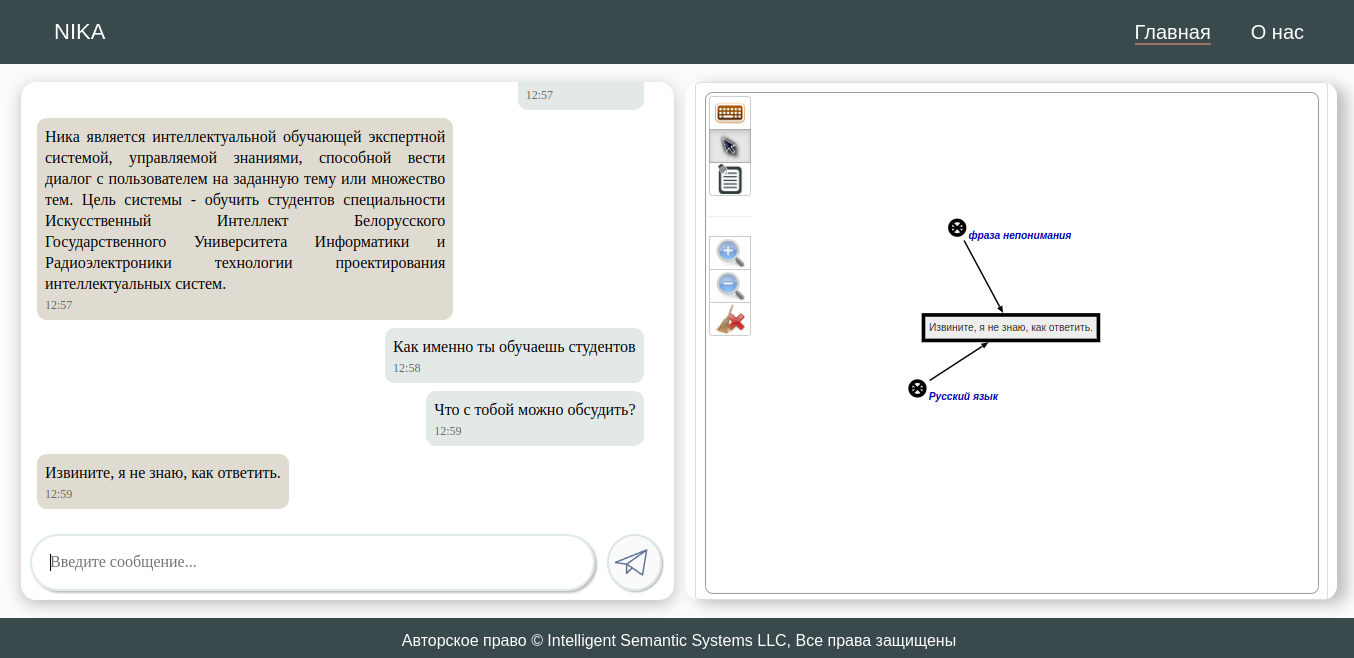 NIKA
Главная
О нас
12:57
Ника является интеллектуальной обучающей экспертной
системой, управляемой знаниями, способной вести
диалог с пользователем на заданную тему или множество
тем. Цель системы - обучить студентов специальности
Искусственный Интеллект Белорусского
Государственного Университета Информатики и
Радиоэлектроники технологии проектирования
интеллектуальных систем.
12:57
Как именно ты обучаешь студентов
12:58
Что с тобой можно обсудить?
12:59
Извините, я не знаю, как ответить.
12:59
Введите сообщение...
фраза непонимания
Извините, я не знаю, как ответить.
Русский язык
Авторское право © Intelligent Semantic Systems LLC, Все права защищены